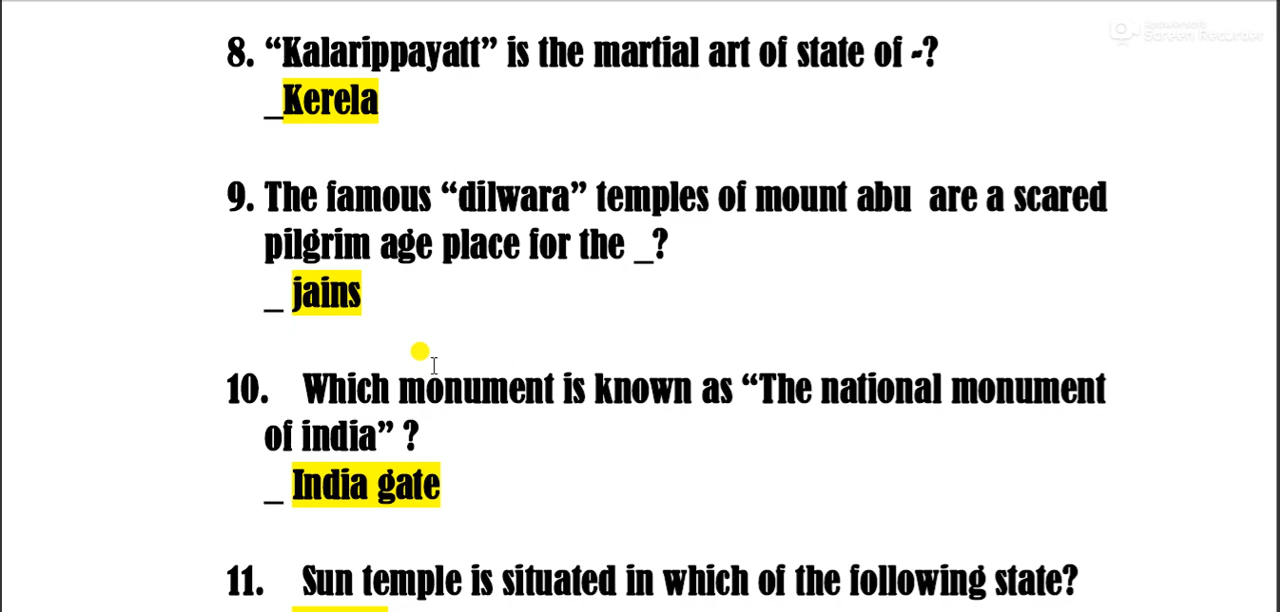 Screen Recorder
8. “Kalarippayatt” is the martial art of state of -?
_Kerela
9. The famous “dilwara” temples of mount abu are a scared
pilgrim age place for the _?
_ jains
10. Which monument is known as “The national monument
of india” ?
_ India gate
11. Sun temple is situated in which of the following state?